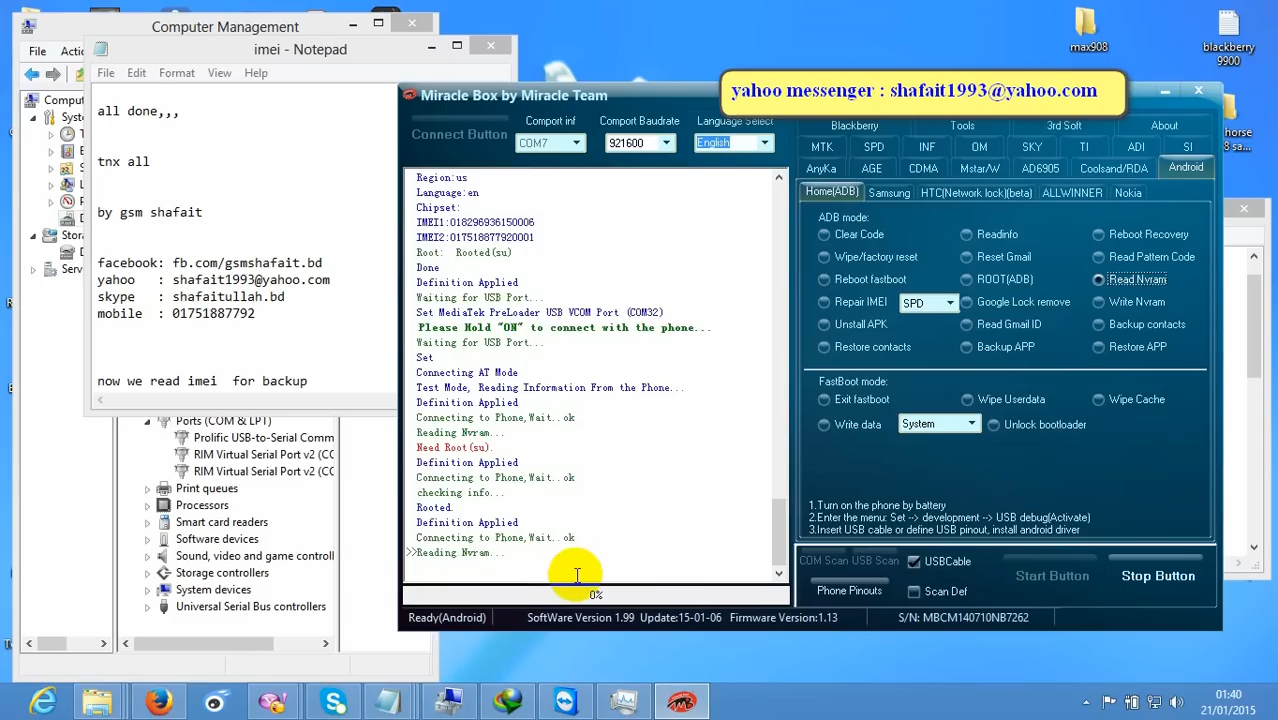 Computer Management
max908
blackberry
9900
imei - Notepad
File
Acti
File Edit Format View Help
all done,,,
tnx all
by gsm shafait
facebook: fb.com/gsmshafait.bd
yahoo : shafait1993@yahoo.com
skype : shafaitullah.bd
mobile : 01751887792
now we read imei for backup
Ports (COM & LPT)
Prolific USB-to-Serial Comm
RIM Virtual Serial Port v2 (CO
RIM Virtual Serial Port v2 (CO
Print queues
Processors
Smart card readers
Software devices
Sound, video and game controll
Storage controllers
System devices
Universal Serial Bus controllers
yahoo messenger : shafait1993@yahoo.com
Miracle Box by Miracle Team
Comport inf Comport Baudrate Language Select
Connect Button COM7 921600 English
Region:us
Language:en
Chipset:
IMEI1:018296936150006
IMEI2:017518877920001
Root: Rooted(su)
Done
Definition Applied
Waiting for USB Port...
Set MediaTek PreLoader USB VCOM Port (COM32)
Please Hold "ON" to connect with the phone...
Waiting for USB Port...
Set
Connecting AT Mode
Test Mode, Reading Information From the Phone...
Definition Applied
Connecting to Phone,Wait..ok
Reading Nvram...
Need Root(su).
Definition Applied
Connecting to Phone,Wait..ok
checking info...
Rooted.
Definition Applied
Connecting to Phone,Wait..ok
>>Reading Nvram...
0%
Blackberry Tools 3rd Soft About
MTK SPD INF OM SKY TI ADI SI
AnyKa AGE CDMA Mstar/W AD6905 Coolsand/RDA Android
Home(ADB) Samsung HTC(Network lock)(beta) ALLWINNER Nokia
ADB mode:
Clear Code Readinfo Reboot Recovery
Wipe/factory reset Reset Gmail Read Pattern Code
Reboot fastboot ROOT(ADB) Read Nvram
Repair IMEI SPD Google Lock remove Write Nvram
Unstall APK Read Gmail ID Backup contacts
Restore contacts Backup APP Restore APP
FastBoot mode:
Exit fastboot Wipe Userdata Wipe Cache
Write data System Unlock bootloader
1.Turn on the phone by battery
2.Enter the menu: Set --> development --> USB debug(Activate)
3.Insert USB cable or define USB pinout, install android driver
COM Scan USB Scan USBCable Start Button Stop Button
Phone Pinouts Scan Def
Ready(Android) SoftWare Version 1.99 Update:15-01-06 Firmware Version:1.13 S/N: MBCM140710NB7262
horse
01:40
21/01/2015